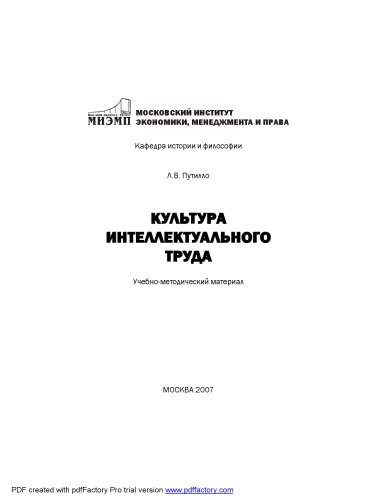 МИЭМП
МОСКОВСКИЙ ИНСТИТУТ
ЭКОНОМИКИ, МЕНЕДЖМЕНТА И ПРАВА
Кафедра истории и философии
Л.В. Путилло
КУЛЬТУРА
ИНТЕЛЛЕКТУАЛЬНОГО
ТРУДА
Учебно-методический материал
МОСКВА 2007
PDF created with pdfFactory Pro trial version www.pdffactory.com